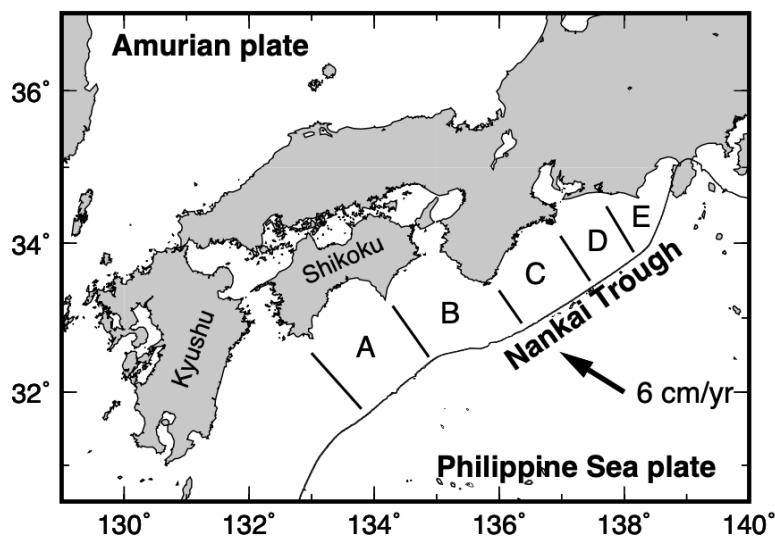 Amurian plate
36°
34°
32°
Shikoku
Kyushu
A
B
C
D
E
Nankai Trough
6 cm/yr
Philippine Sea plate
130° 132° 134° 136° 138° 140°